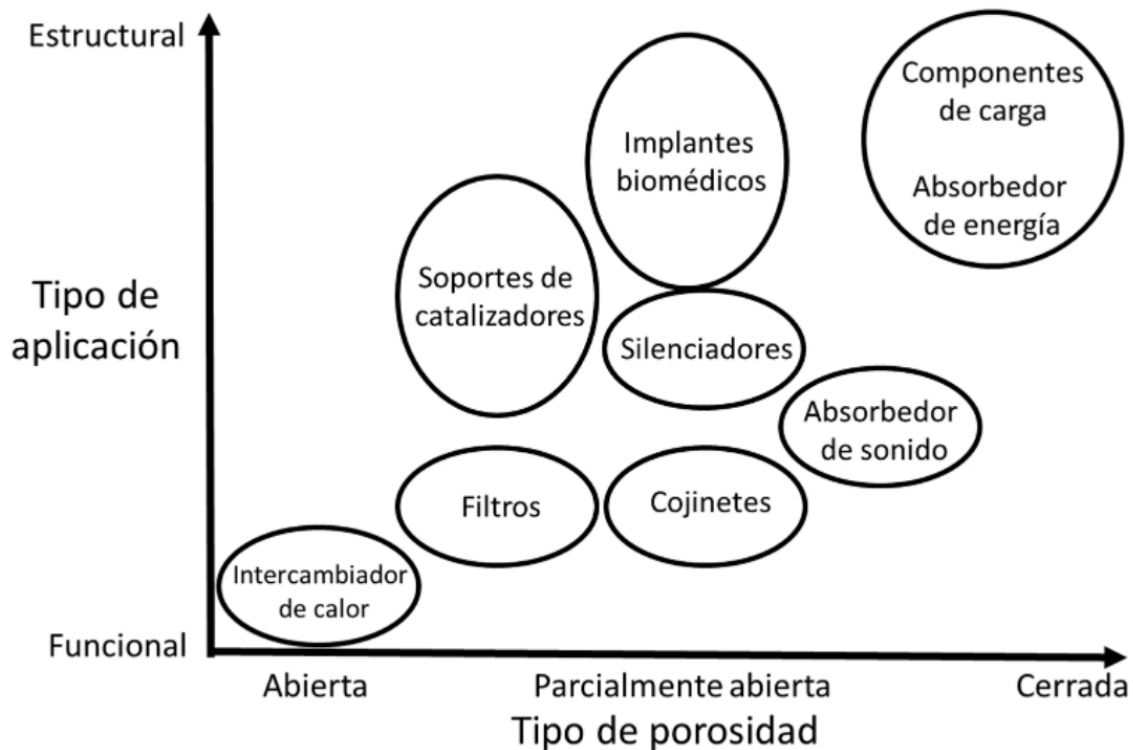 Estructural
Componentes
de carga
Absorbedor
de energía
Implantes
biomédicos
Soportes de
catalizadores
Tipo de
aplicación
Silenciadores
Absorbedor
de sonido
Filtros
Cojinetes
Intercambiador
de calor
Funcional
Abierta
Parcialmente abierta
Cerrada
Tipo de porosidad